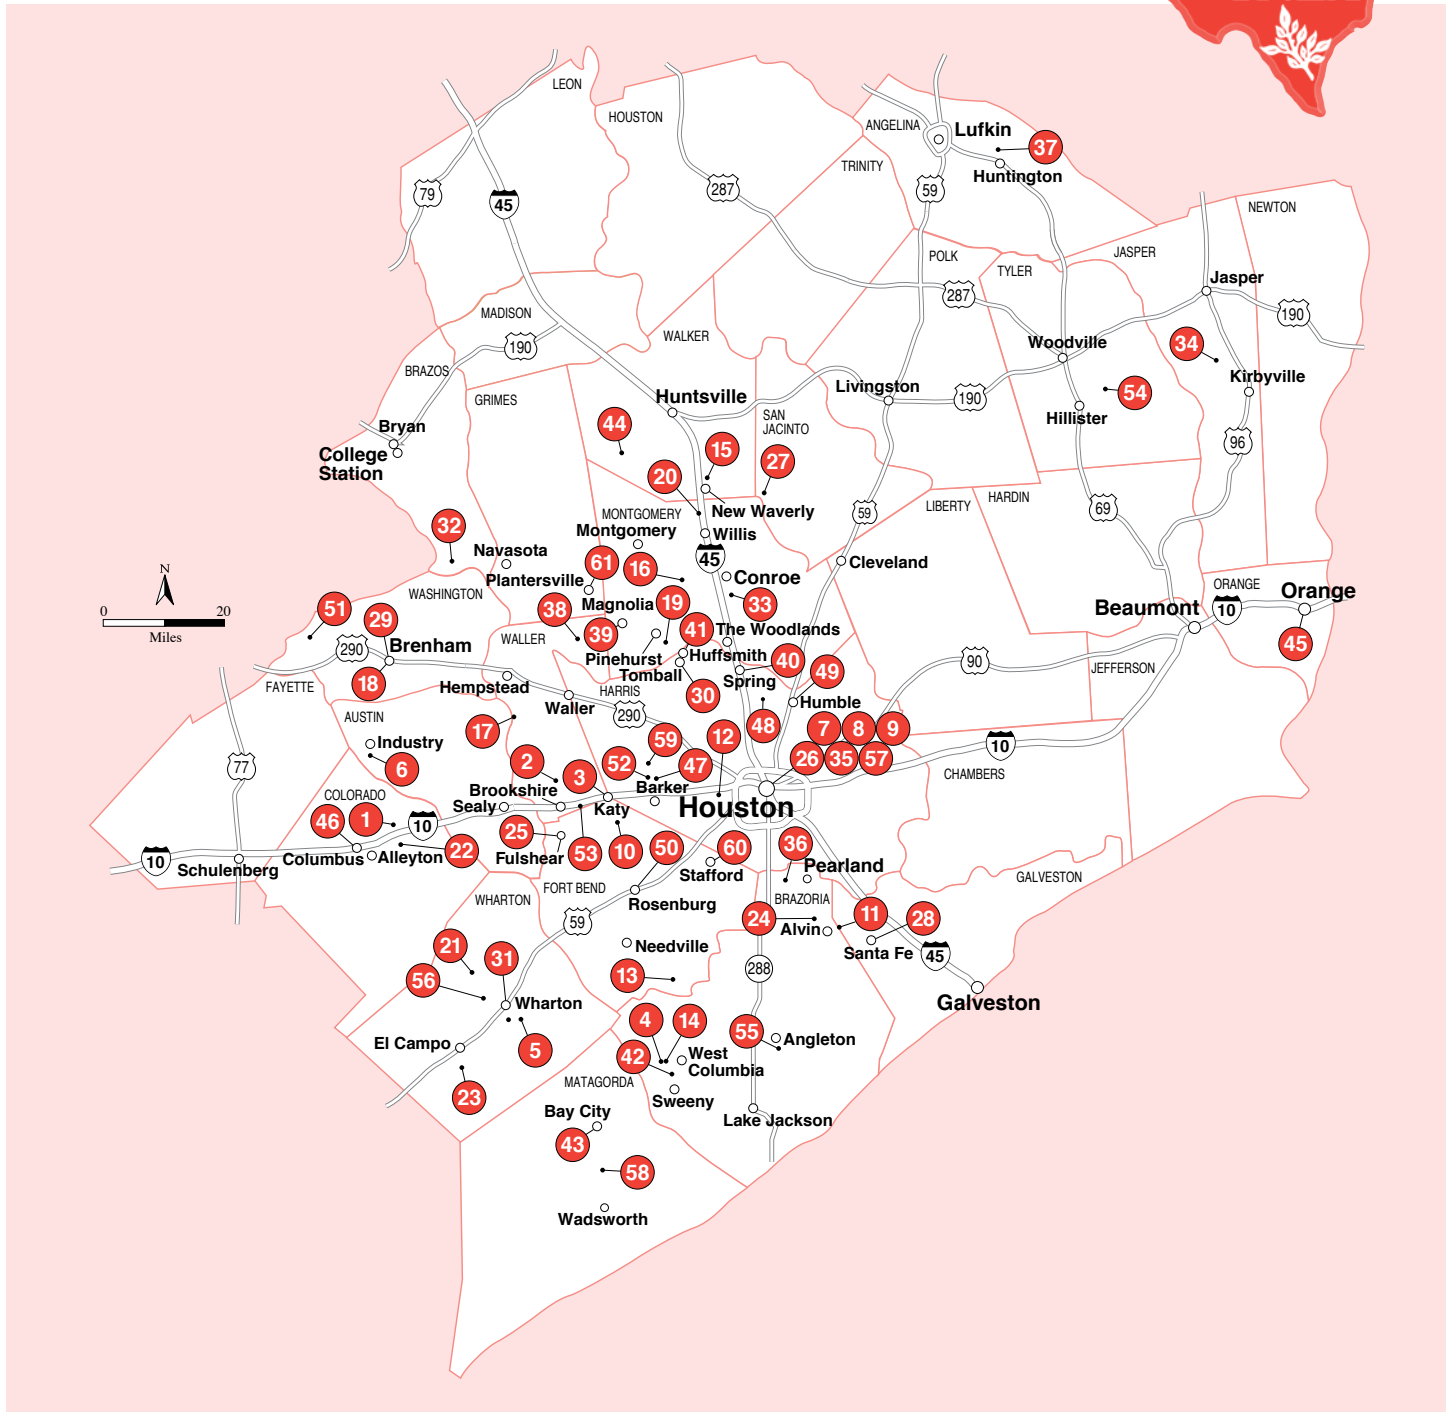 LEON
HOUSTON
ANGELINA
Lufkin
37
Huntington
TRINITY
79
45
287
59
NEWTON
POLK
TYLER
JASPER
Jasper
287
190
MADISON
190
WALKER
Woodville
34
Kirbyville
BRAZOS
GRIMES
Huntsville
Livingston
190
54
Hillister
SAN
JACINTO
44
15
27
96
Bryan
College
Station
20
New Waverly
59
LIBERTY
HARDIN
69
MONTGOMERY
Montgomery
Willis
32
Navasota
61
16
45
Conroe
Cleveland
Plantersville
N
0
20
Miles
WASHINGTON
51
29
38
Magnolia
19
33
ORANGE
Orange
Beaumont
10
45
39
41
The Woodlands
290
Brenham
WALLER
Pinehurst
Huffsmith
40
49
90
JEFFERSON
18
FAYETTE
Hempstead
Tomball
Spring
HARRIS
30
Humble
Waller
AUSTIN
290
17
48
7
8
9
Industry
6
59
12
10
77
2
3
52
47
26
35
57
CHAMBERS
Brookshire
Barker
COLORADO
Sealy
Katy
Houston
46
1
10
25
Fulshear
53
10
50
60
36
10
Schulenberg
Columbus
Alleyton
22
Stafford
Pearland
GALVESTON
WHARTON
FORT BEND
Rosenburg
BRAZORIA
59
24
Alvin
11
28
21
31
Needville
Santa Fe
45
56
13
288
Wharton
Galveston
4
14
55
Angleton
El Campo
5
42
West
Columbia
MATAGORDA
23
Sweeny
Bay City
Lake Jackson
43
58
Wadsworth